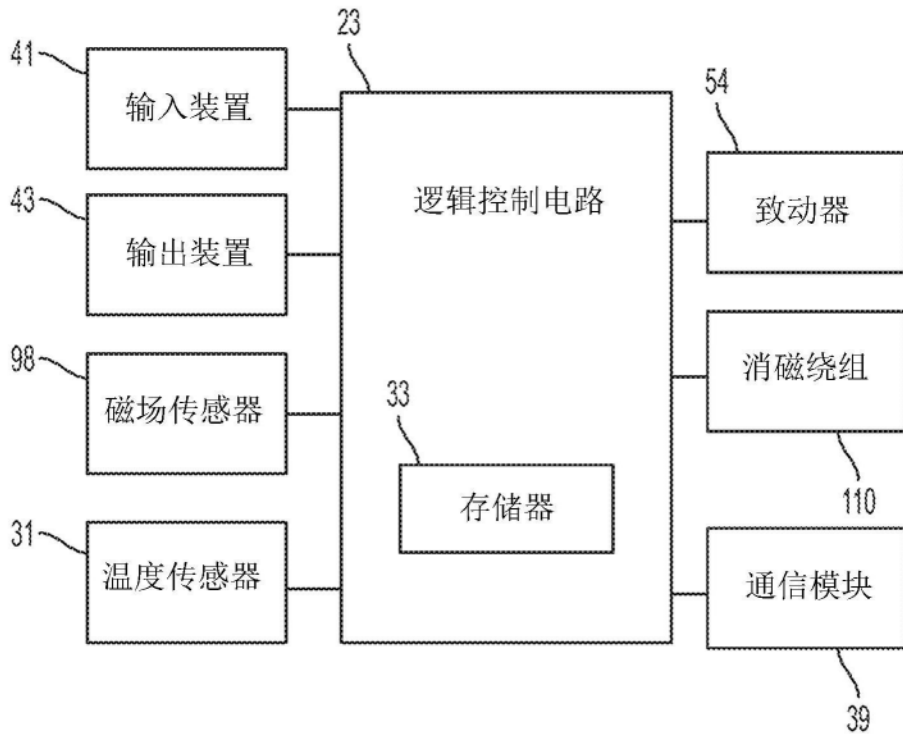 41
输入装置
43
输出装置
98
磁场传感器
31
温度传感器
23
逻辑控制电路
33
存储器
54
致动器
消磁绕组
110
通信模块
39